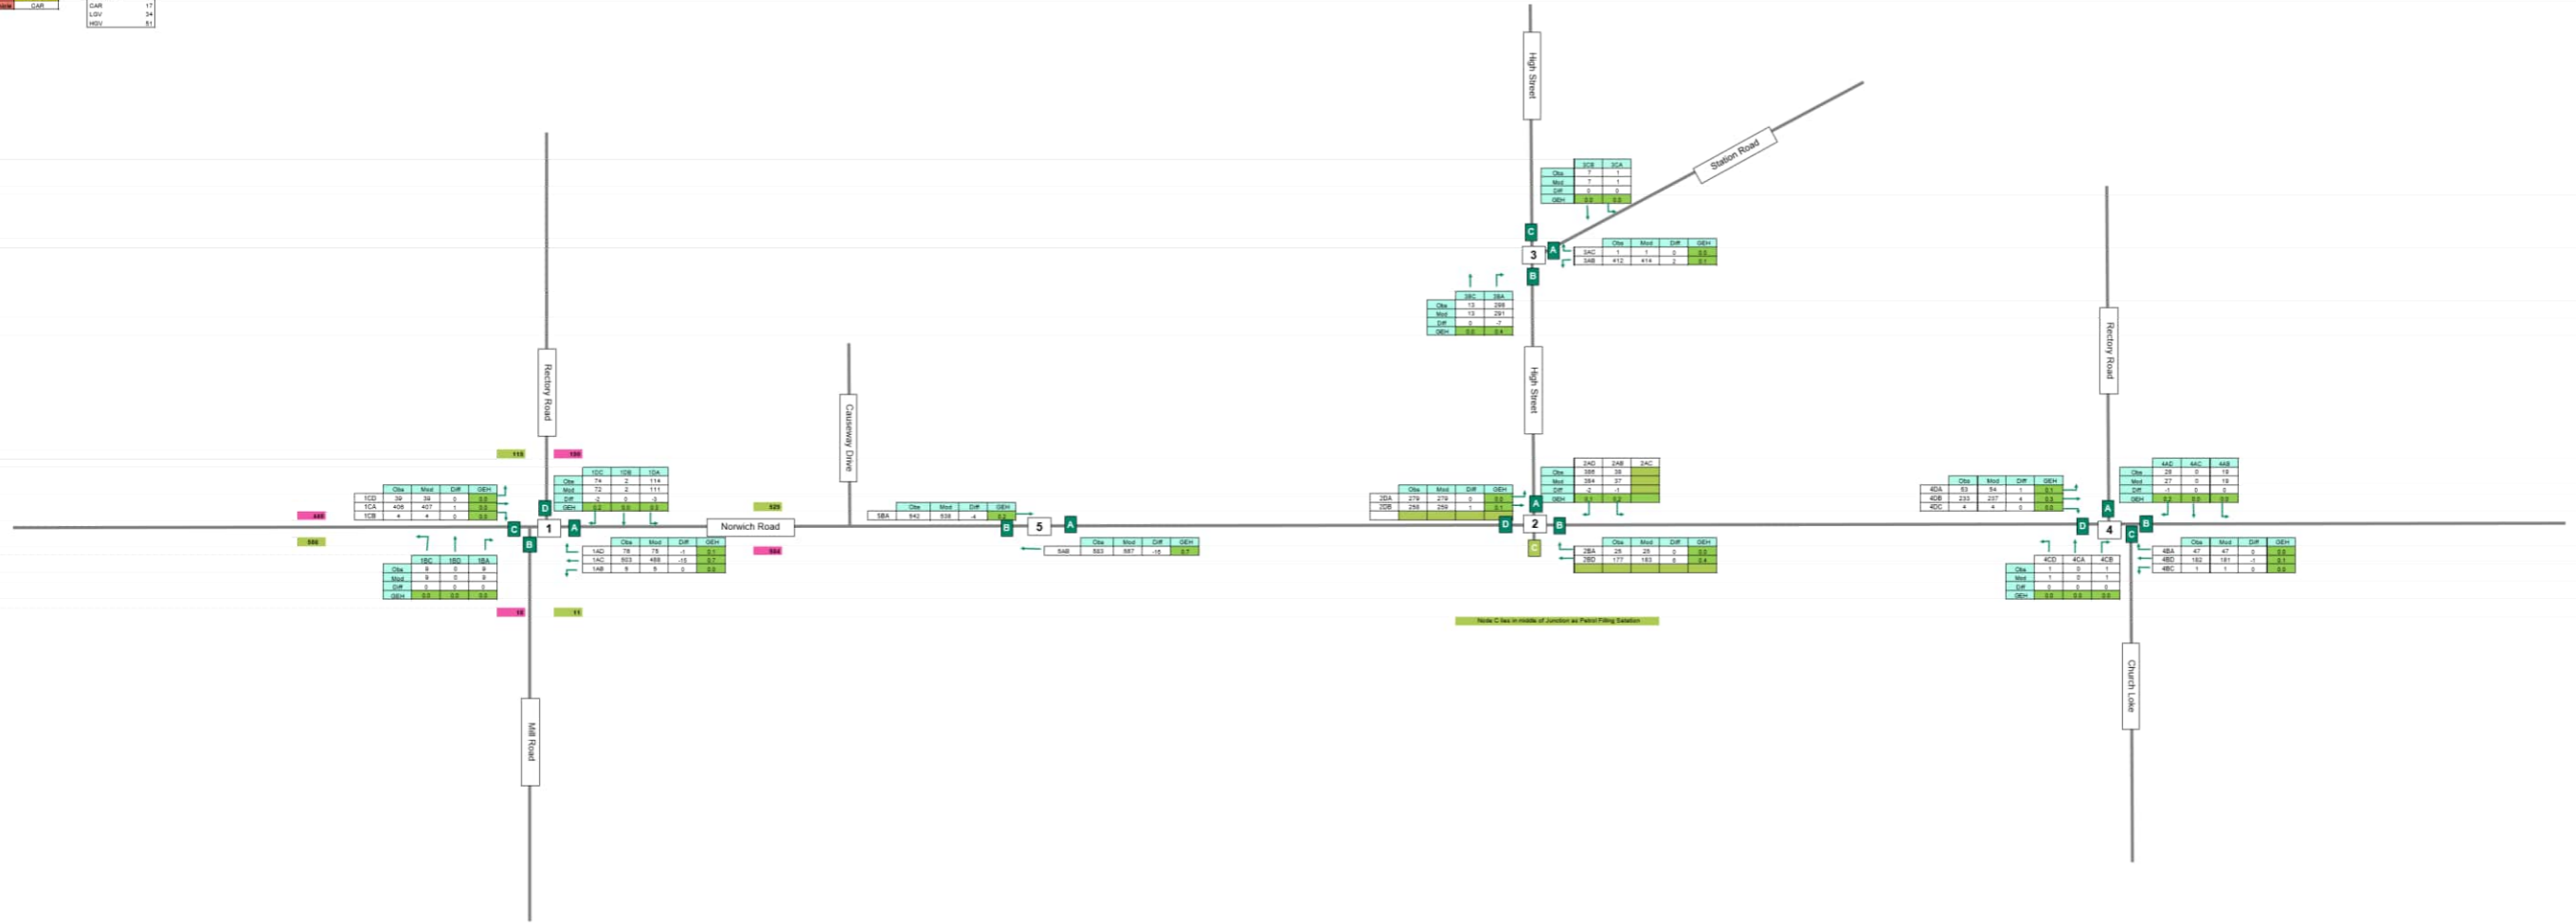 CAR
CAR 17
LGV 34
HGV 51
High Street
Station Road
3CB 3CA
Obs 7 1
Mod 7 1
Diff 0 0
GEH 0.0 0.0
C
3
A
B
Obs Mod Diff GEH
3AC 1 1 0 0.0
3AB 412 414 2 0.1
3BC 3BA
Obs 13 298
Mod 13 291
Diff 0 -7
GEH 0.0 0.4
High Street
Rectory Road
Causeway Drive
Rectory Road
115
1DC 1DB 1DA
Obs 74 2 114
Mod 72 2 111
Diff -2 0 -3
GEH 0.2 0.0 0.3
Obs Mod Diff GEH
1CD 39 39 0 0.0
1CA 406 407 1 0.0
1CB 4 4 0 0.0
D
C
1
A
B
Norwich Road
525
Obs Mod Diff GEH
1AD 76 75 -1 0.1
1AC 503 488 -15 0.7
1AB 5 5 0 0.0
1BC 1BD 1BA
Obs 9 0 9
Mod 9 0 9
Diff 0 0 0
GEH 0.0 0.0 0.0
11
Mill Road
Obs Mod Diff GEH
5BA 542 538 -4 0.2
B
5
A
Obs Mod Diff GEH
5AB 583 567 -16 0.7
2AD 2AB 2AC
Obs 386 38
Mod 384 37
Diff -2 -1
GEH 0.1 0.2
Obs Mod Diff GEH
2DA 279 279 0 0.0
2DB 258 259 1 0.1
A
D
2
B
C
Obs Mod Diff GEH
2BA 25 25 0 0.0
2BD 177 183 6 0.4
Note C lies in middle of Junction as Petrol Filling Satation
4AD 4AC 4AB
Obs 28 0 19
Mod 27 0 19
Diff -1 0 0
GEH 0.2 0.0 0.0
Obs Mod Diff GEH
4DA 53 54 1 0.1
4DB 233 237 4 0.3
4DC 4 4 0 0.0
A
D
4
B
C
Obs Mod Diff GEH
4BA 47 47 0 0.0
4BD 182 181 -1 0.1
4BC 1 1 0 0.0
4CD 4CA 4CB
Obs 1 0 1
Mod 1 0 1
Diff 0 0 0
GEH 0.0 0.0 0.0
Church Loke